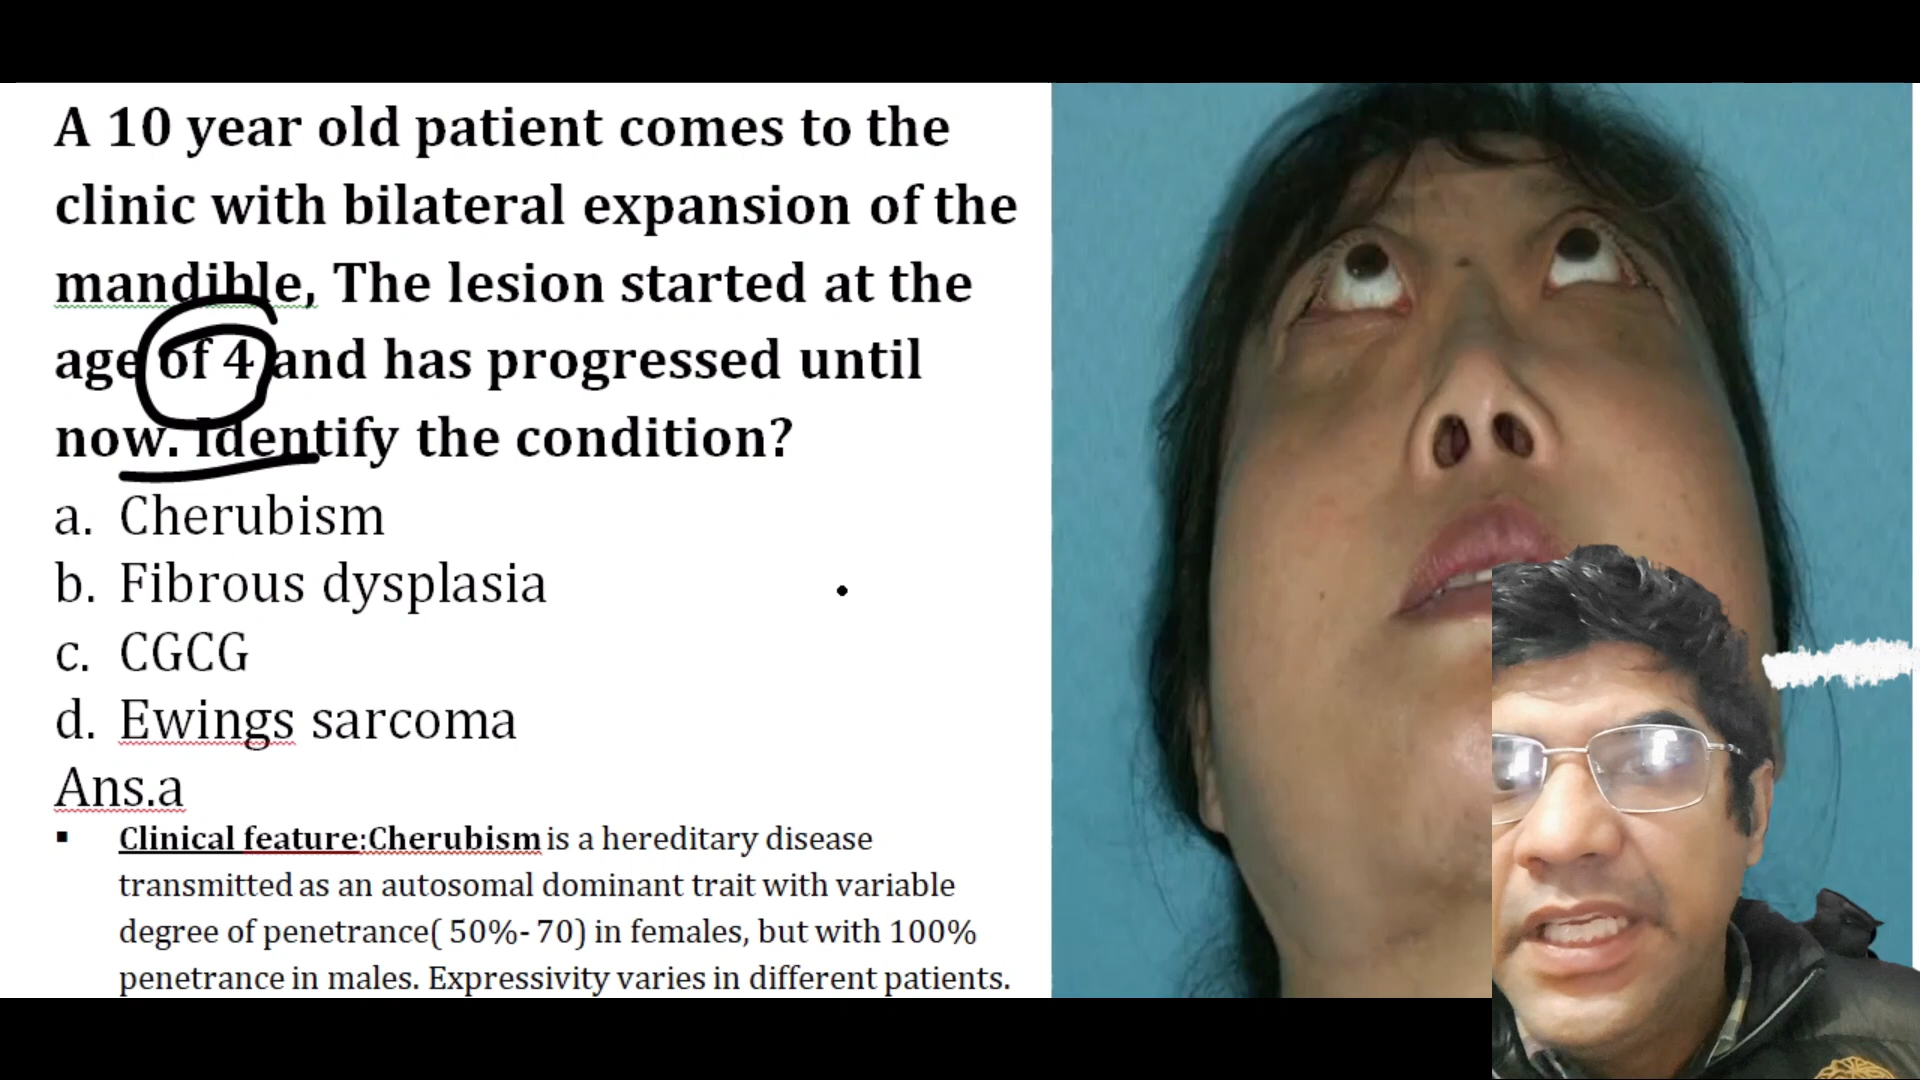 A 10 year old patient comes to the
clinic with bilateral expansion of the
mandible, The lesion started at the
age of 4 and has progressed until
now. Identify the condition?
a. Cherubism
b. Fibrous dysplasia
c. CGCG
d. Ewings sarcoma
Ans.a
▪ Clinical feature:Cherubism is a hereditary disease
transmitted as an autosomal dominant trait with variable
degree of penetrance( 50%- 70) in females, but with 100%
penetrance in males. Expressivity varies in different patients.